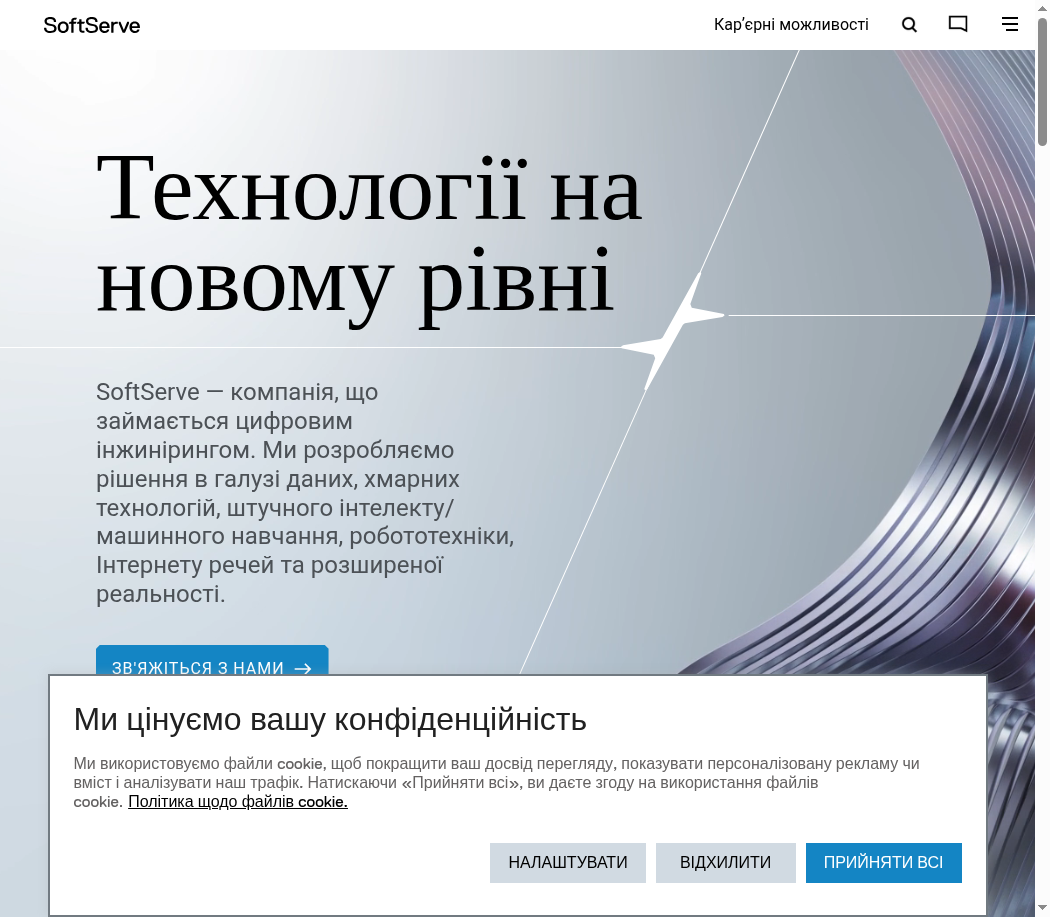 SoftServe
Кар’єрні можливості
Технології на
новому рівні
SoftServe — компанія, що
займається цифровим
інжинірингом. Ми розробляємо
рішення в галузі даних, хмарних
технологій, штучного інтелекту/
машинного навчання, робототехніки,
Інтернету речей та розширеної
реальності.
ЗВ'ЯЖІТЬСЯ З НАМИ
Ми цінуємо вашу конфіденційність
Ми використовуємо файли cookie, щоб покращити ваш досвід перегляду, показувати персоналізовану рекламу чи
вміст і аналізувати наш трафік. Натискаючи «Прийняти всі», ви даєте згоду на використання файлів
cookie. Політика щодо файлів cookie.
НАЛАШТУВАТИ
ВІДХИЛИТИ
ПРИЙНЯТИ ВСІ